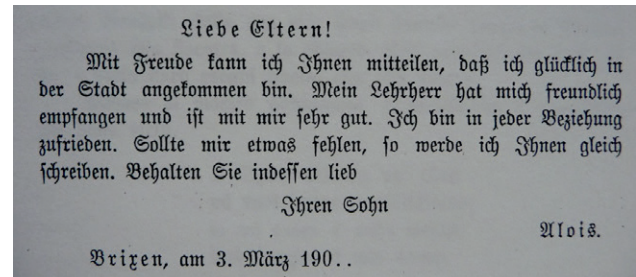 Liebe Eltern!
Mit Freude kann ich Ihnen mitteilen, daß ich glücklich in
der Stadt angekommen bin. Mein Lehrherr hat mich freundlich
empfangen und ist mit mir sehr gut. Ich bin in jeder Beziehung
zufrieden. Sollte mir etwas fehlen, so werde ich Ihnen gleich
schreiben. Behalten Sie indessen lieb
Ihren Sohn
Alois.
Brixen, am 3. März 190..